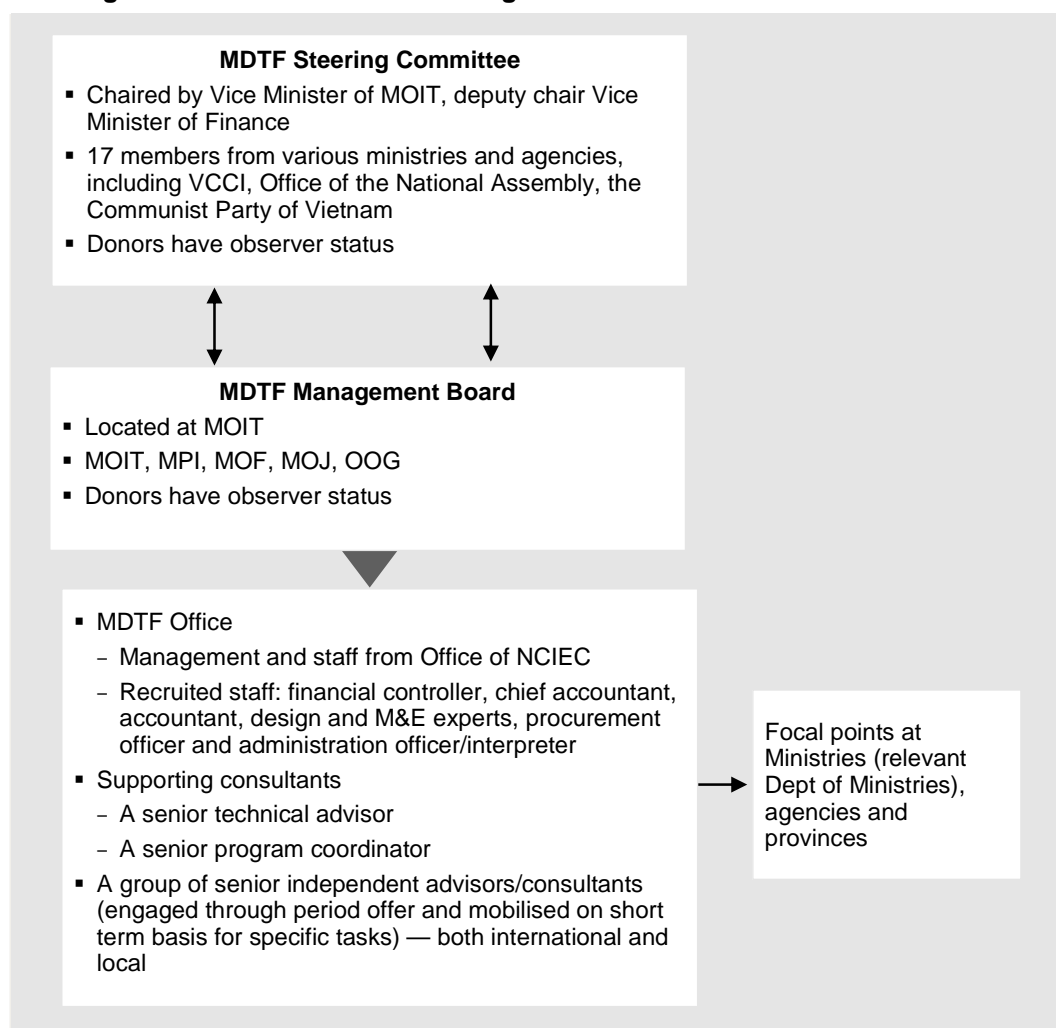 MDTF Steering Committee
▪ Chaired by Vice Minister of MOIT, deputy chair Vice
Minister of Finance
▪ 17 members from various ministries and agencies,
including VCCI, Office of the National Assembly, the
Communist Party of Vietnam
▪ Donors have observer status
MDTF Management Board
▪ Located at MOIT
▪ MOIT, MPI, MOF, MOJ, OOG
▪ Donors have observer status
▪ MDTF Office
– Management and staff from Office of NCIEC
– Recruited staff: financial controller, chief accountant,
accountant, design and M&E experts, procurement
officer and administration officer/interpreter
▪ Supporting consultants
– A senior technical advisor
– A senior program coordinator
▪ A group of senior independent advisors/consultants
(engaged through period offer and mobilised on short
term basis for specific tasks) — both international and
local
Focal points at
Ministries (relevant
Dept of Ministries),
agencies and
provinces